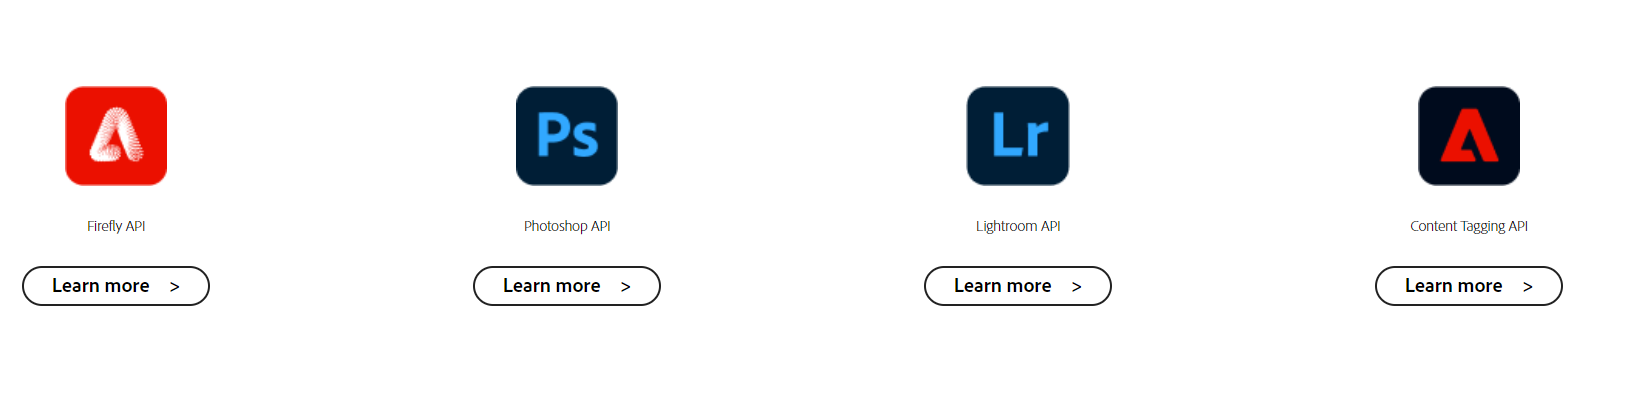 Ps
Lr
Firefly API
Photoshop API
Lightroom API
Content Tagging API
Learn more >
Learn more >
Learn more >
Learn more >